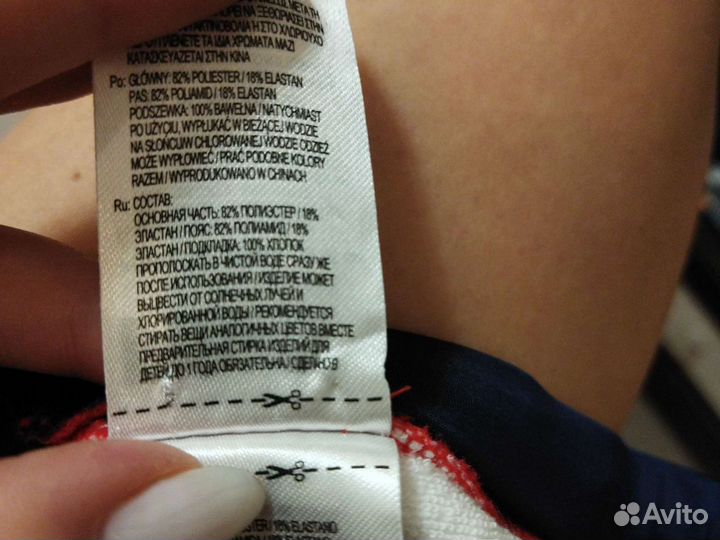 ΚΑΤΑΣΚΕΥΑΖΕΤΑΙ ΣΤΗΝ ΚΙΝΑ
Po: GŁÓWNY: 82% POLIESTER / 18% ELASTAN
PAS: 82% POLIAMID / 18% ELASTAN
PODSZEWKA: 100% BAWEŁNA / NATYCHMIAST
PO UŻYCIU, WYPŁUKAĆ W BIEŻĄCEJ WODZIE
NA SŁOŃCU/W CHLOROWANEJ WODZIE ODZIEŻ
MOŻE WYPŁOWIEĆ / PRAĆ PODOBNE KOLORY
RAZEM / WYPRODUKOWANO W CHINACH
Ru: СОСТАВ:
ОСНОВНАЯ ЧАСТЬ: 82% ПОЛИЭСТЕР / 18%
ЭЛАСТАН / ПОЯС: 82% ПОЛИАМИД / 18%
ЭЛАСТАН / ПОДКЛАДКА: 100% ХЛОПОК
ПРОПОЛОСКАТЬ В ЧИСТОЙ ВОДЕ СРАЗУ ЖЕ
ПОСЛЕ ИСПОЛЬЗОВАНИЯ / ИЗДЕЛИЕ МОЖЕТ
ВЫЦВЕСТИ ОТ СОЛНЕЧНЫХ ЛУЧЕЙ И
ХЛОРИРОВАННОЙ ВОДЫ / РЕКОМЕНДУЕТСЯ
СТИРАТЬ ВЕЩИ АНАЛОГИЧНЫХ ЦВЕТОВ ВМЕСТЕ
ПРЕДВАРИТЕЛЬНАЯ СТИРКА ИЗДЕЛИЙ ДЛЯ
ДЕТЕЙ ДО 1 ГОДА ОБЯЗАТЕЛЬНА / СДЕЛАНО В
18% ELASTANO
Avito